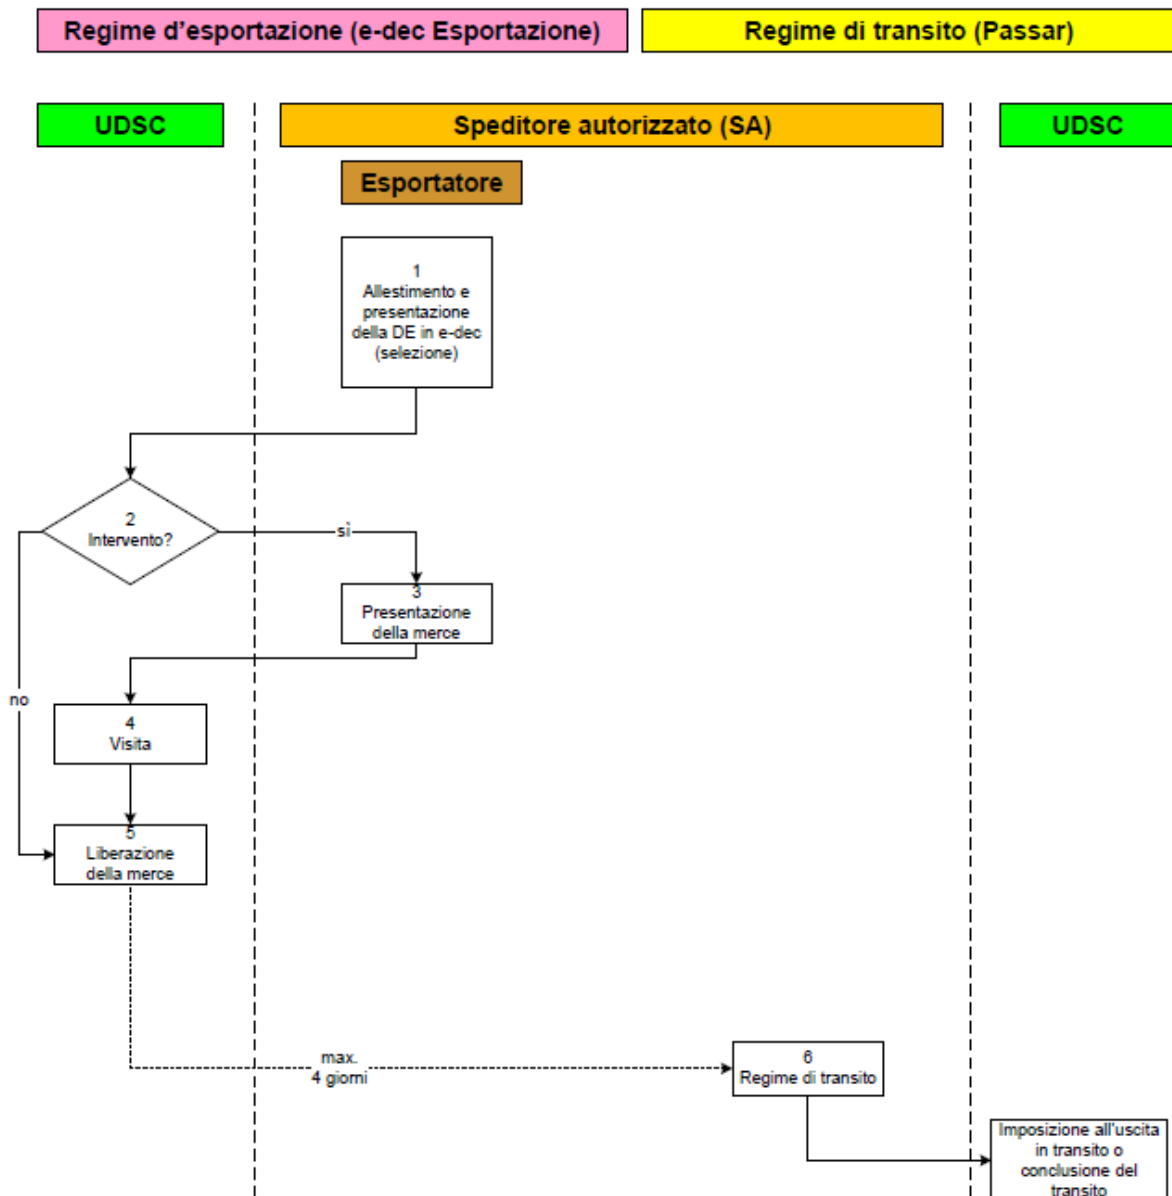 Regime d'esportazione (e-dec Esportazione)
Regime di transito (Passar)
UDSC
Speditore autorizzato (SA)
UDSC
Esportatore
1
Allestimento e
presentazione
della DE in e-dec
(selezione)
2
Intervento?
sì
3
Presentazione
della merce
no
4
Visita
5
Liberazione
della merce
max.
4 giorni
6
Regime di transito
Imposizione all'uscita
in transito o
conclusione del
transito